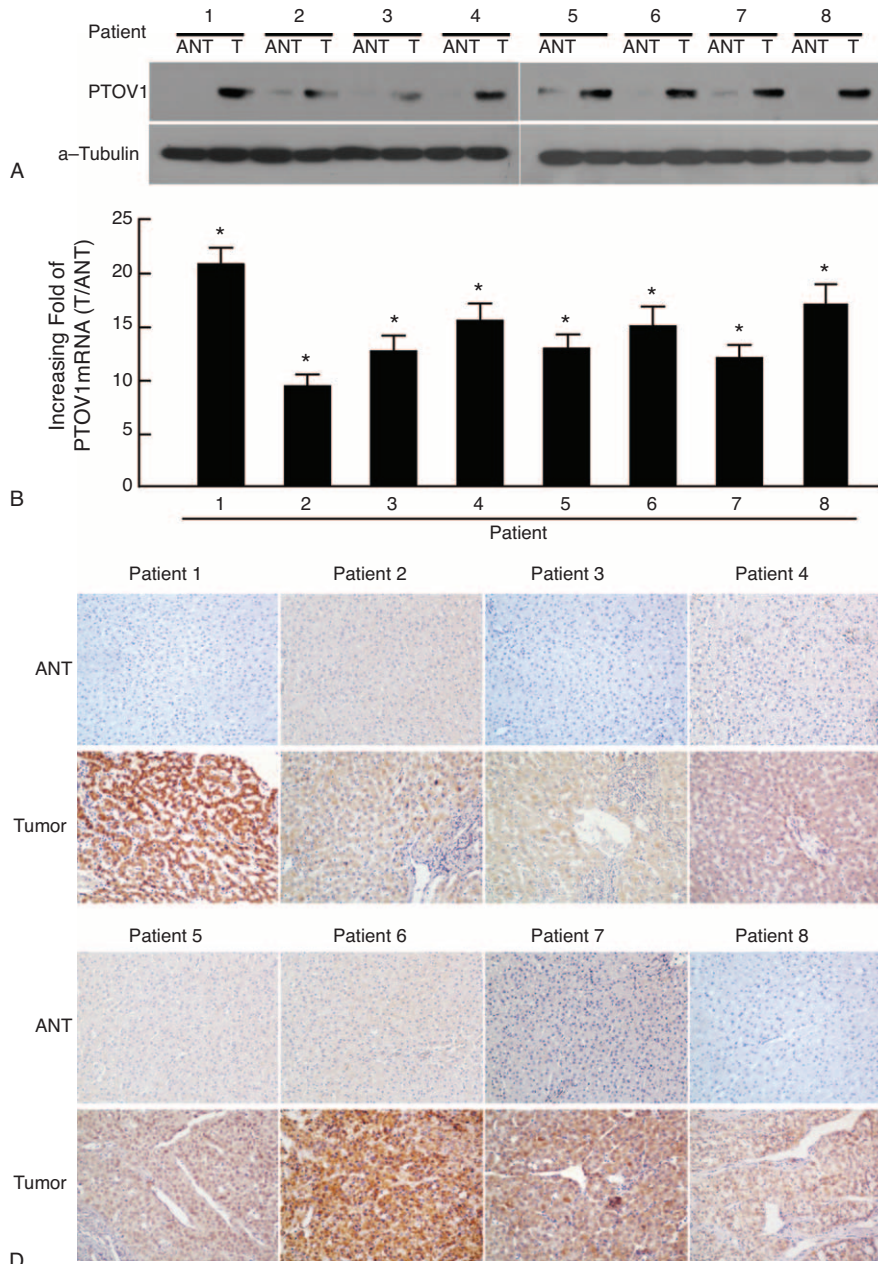 1 2 3 4 5 6 7 8
Patient
ANT T ANT T ANT T ANT T ANT ANT T ANT T ANT T
PTOV1
a–Tubulin
A
Increasing Fold of
PTOV1mRNA (T/ANT)
25
20
15
10
5
0
* * * * * * * *
1 2 3 4 5 6 7 8
Patient
B
Patient 1 Patient 2 Patient 3 Patient 4
ANT
Tumor
Patient 5 Patient 6 Patient 7 Patient 8
ANT
Tumor
D